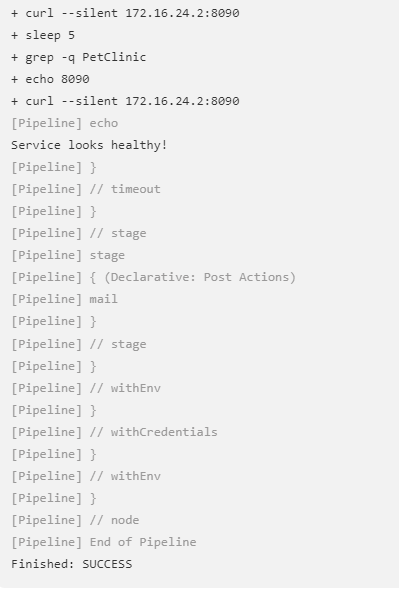 + curl --silent 172.16.24.2:8090
+ sleep 5
+ grep -q PetClinic
+ echo 8090
+ curl --silent 172.16.24.2:8090
[Pipeline] echo
Service looks healthy!
[Pipeline] }
[Pipeline] // timeout
[Pipeline] }
[Pipeline] // stage
[Pipeline] stage
[Pipeline] { (Declarative: Post Actions)
[Pipeline] mail
[Pipeline] }
[Pipeline] // stage
[Pipeline] }
[Pipeline] // withEnv
[Pipeline] }
[Pipeline] // withCredentials
[Pipeline] }
[Pipeline] // withEnv
[Pipeline] }
[Pipeline] // node
[Pipeline] End of Pipeline
Finished: SUCCESS